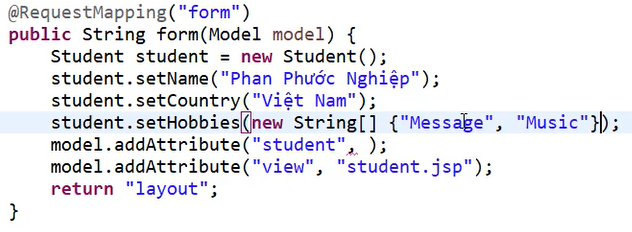 @RequestMapping("form")
public String form(Model model) {
    Student student = new Student();
    student.setName("Phan Phước Nghiệp");
    student.setCountry("Việt Nam");
    student.setHobbies(new String[] {"Message", "Music"});
    model.addAttribute("student", );
    model.addAttribute("view", "student.jsp");
    return "layout";
}